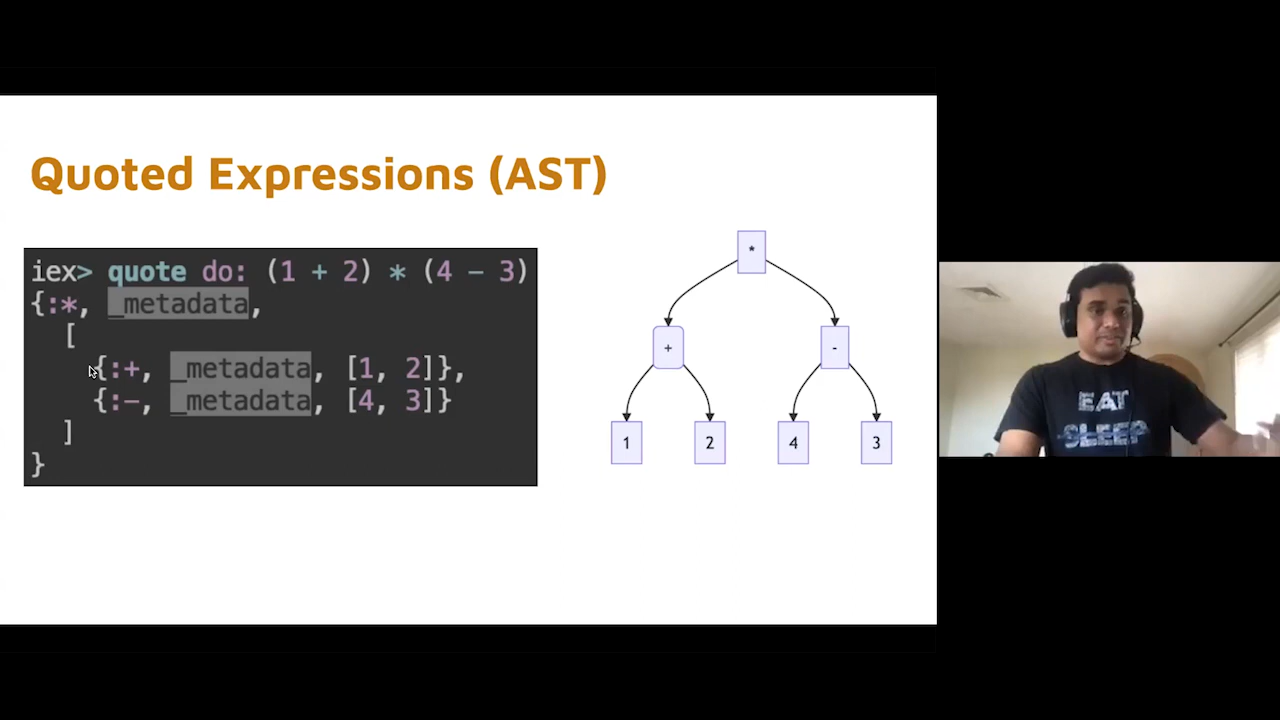 Quoted Expressions (AST)
iex> quote do: (1 + 2) * (4 - 3)
{:*, _metadata,
[
{:+, _metadata, [1, 2]},
{:-, _metadata, [4, 3]}
]
}
*
+ -
1 2 4 3
EAT
SLEEP